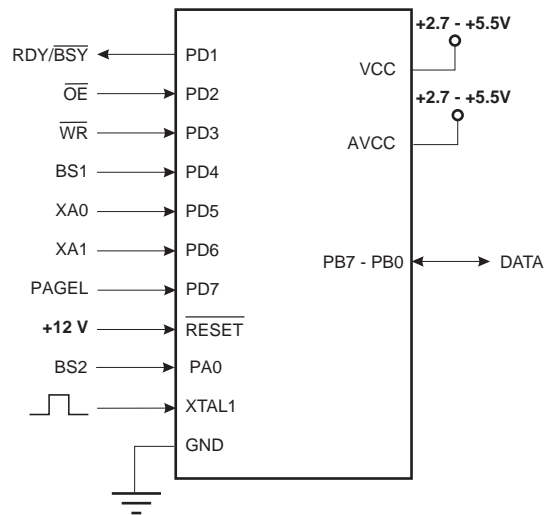 +2.7 - +5.5V
RDY/BSY PD1
VCC
OE PD2
+2.7 - +5.5V
WR PD3
AVCC
BS1 PD4
XA0 PD5
XA1 PD6
PB7 - PB0 DATA
PAGEL PD7
+12 V RESET
BS2 PA0
XTAL1
GND